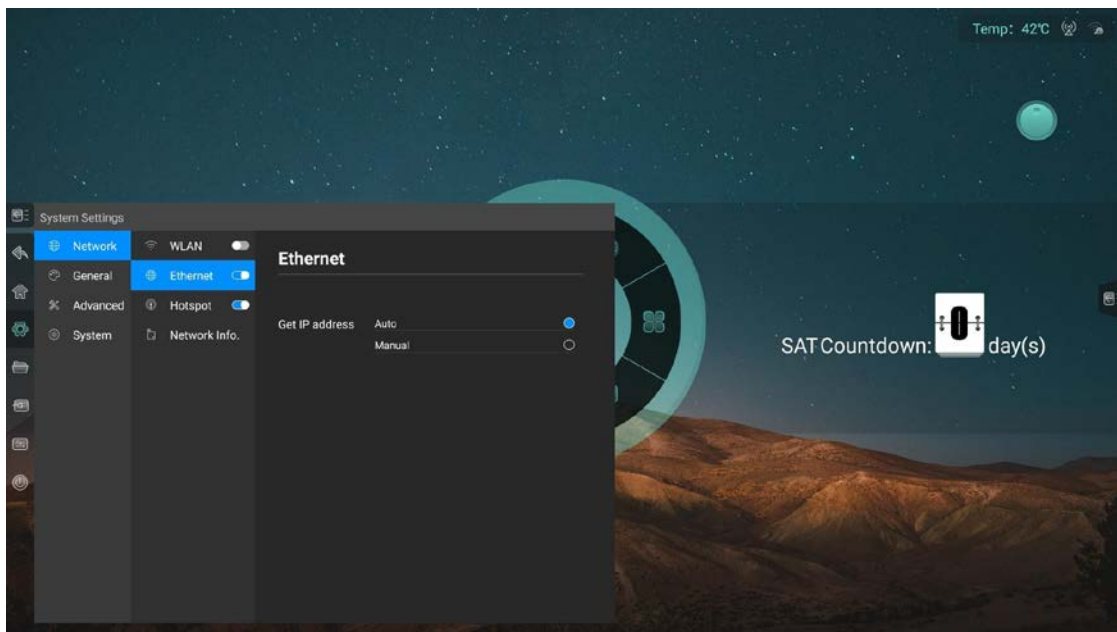 Temp: 42℃
System Settings
Network
General
Advanced
System
WLAN
Ethernet
Hotspot
Network Info.
Ethernet
Get IP address
Auto
Manual
SAT Countdown: 0 day(s)